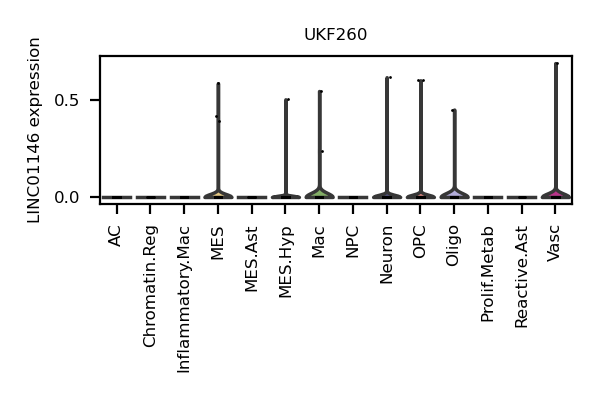 UKF260
LINC01146 expression
0.5
0.0
AC
Chromatin.Reg
Inflammatory.Mac
MES
MES.Ast
MES.Hyp
Mac
NPC
Neuron
OPC
Oligo
Prolif.Metab
Reactive.Ast
Vasc